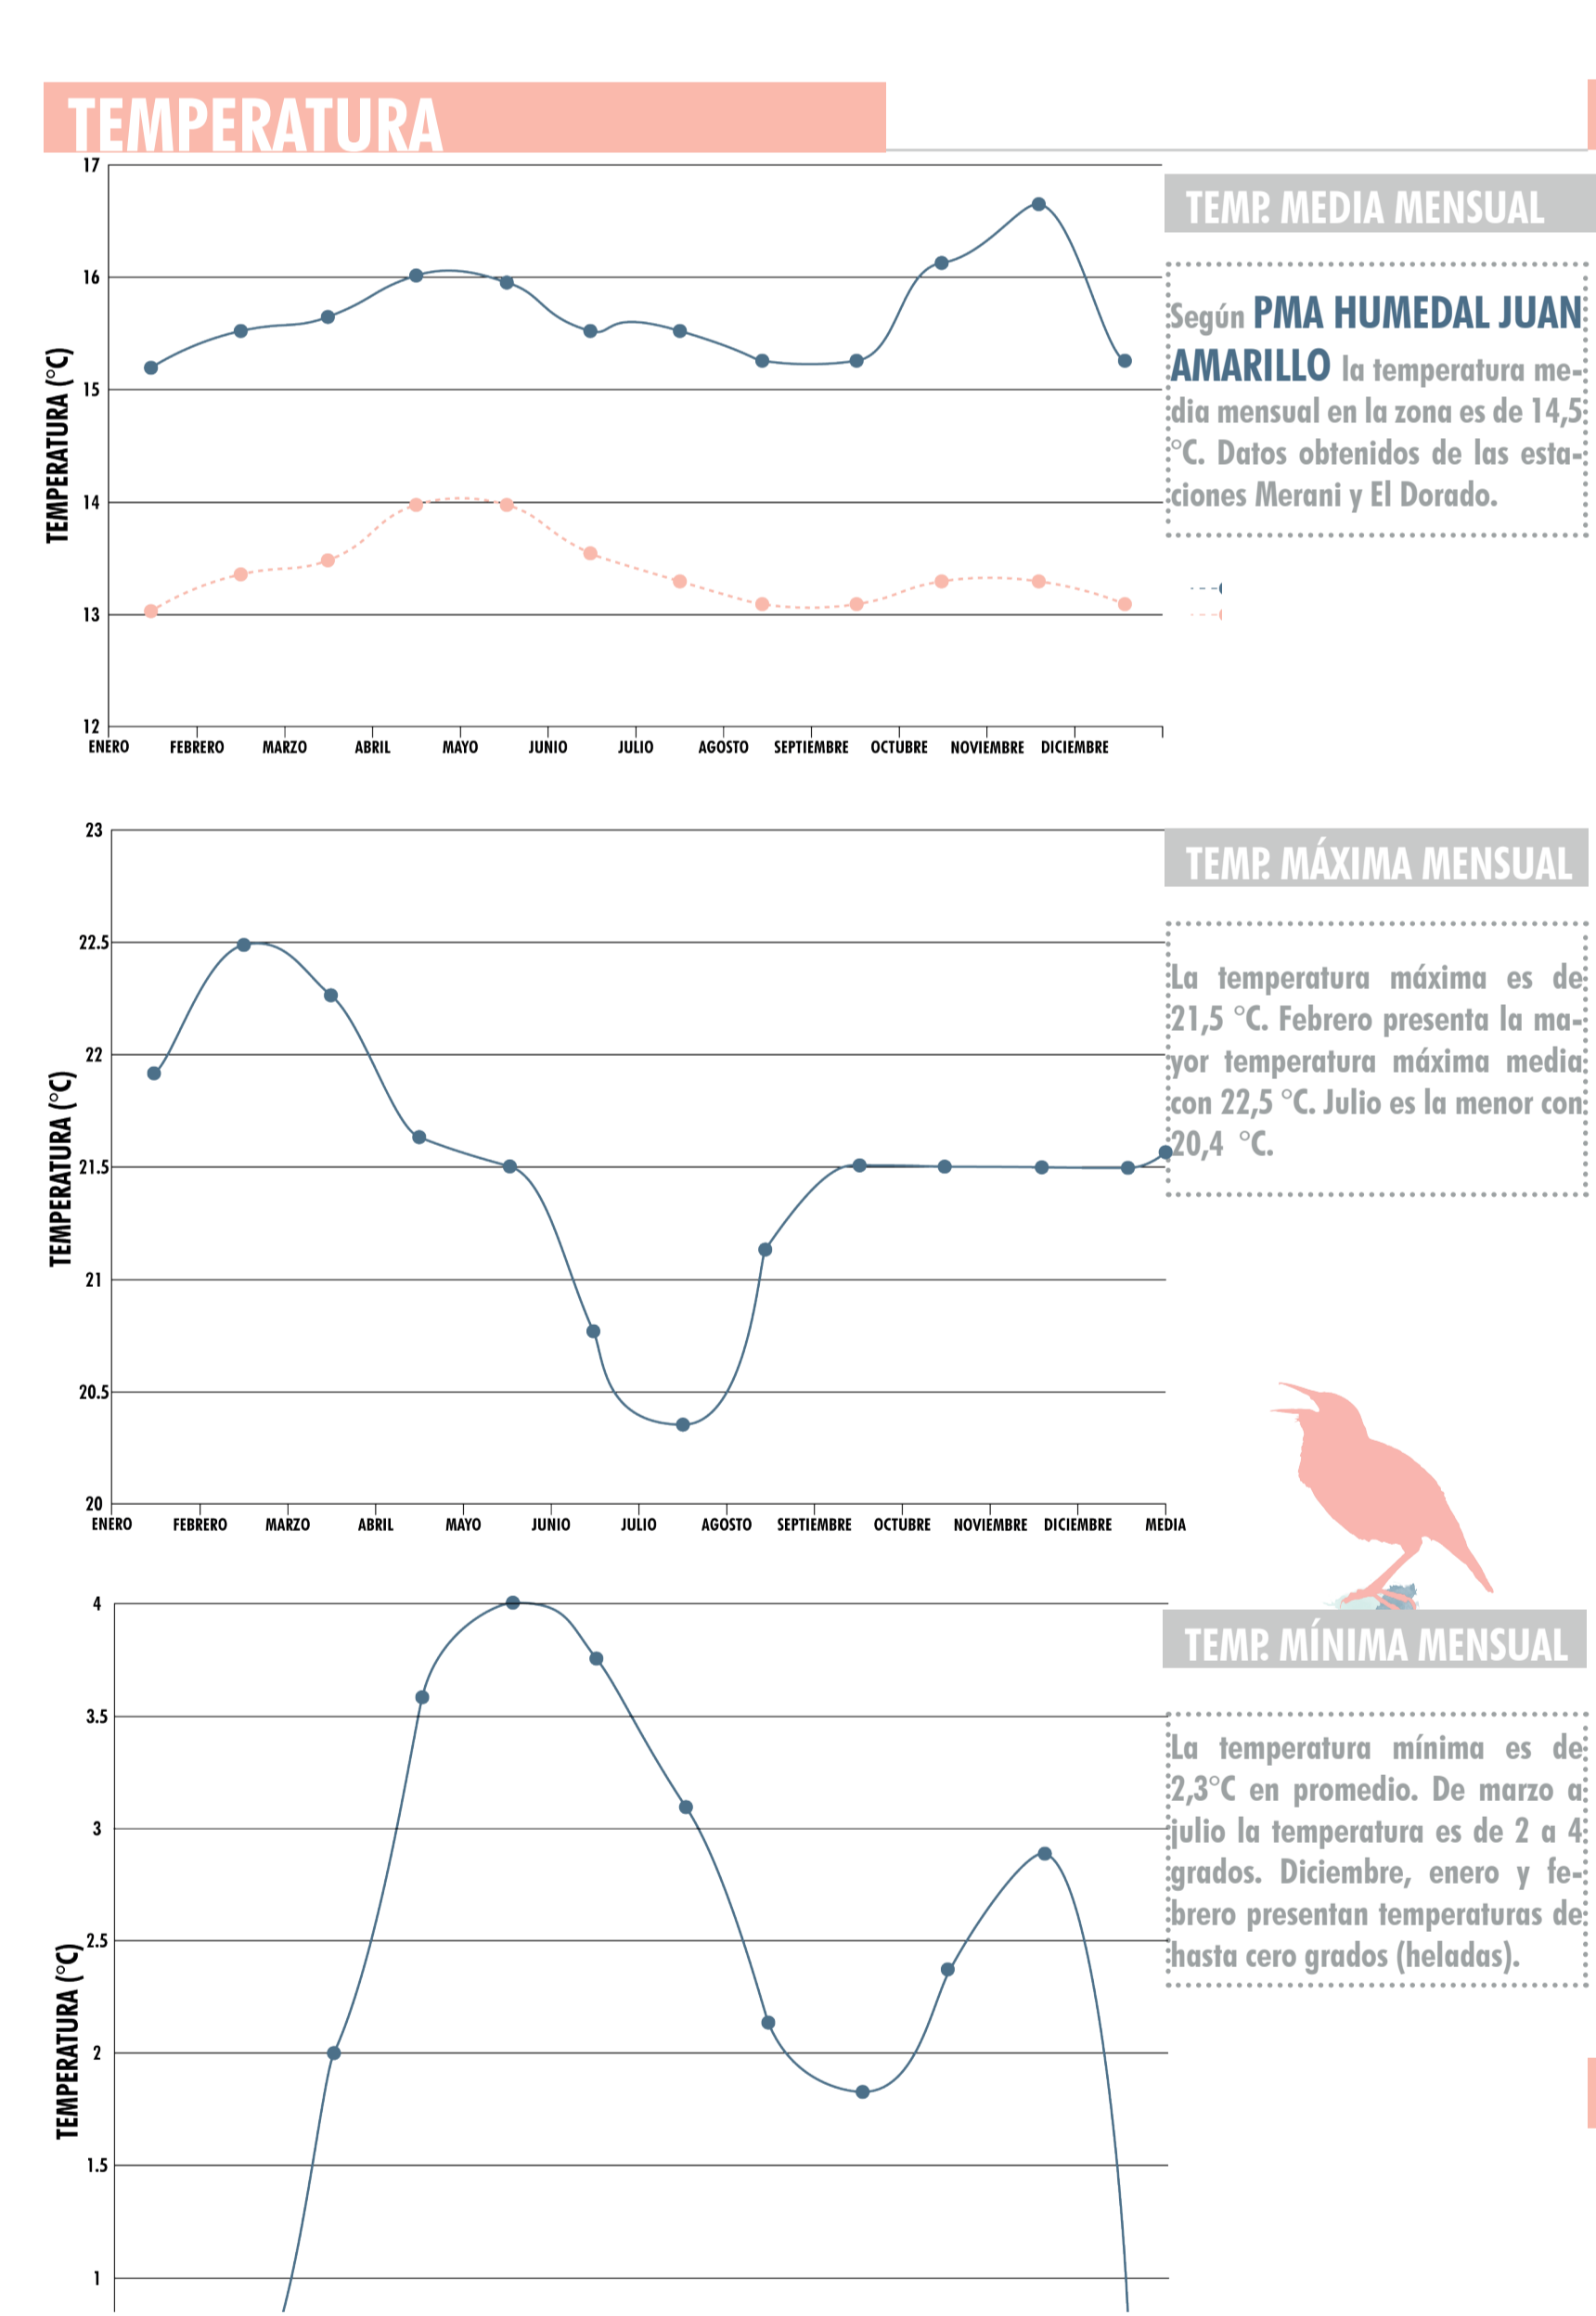 TEMPERATURA
17
16
15
14
13
12
TEMPERATURA (°C)
ENERO FEBRERO MARZO ABRIL MAYO JUNIO JULIO AGOSTO SEPTIEMBRE OCTUBRE NOVIEMBRE DICIEMBRE
TEMP. MEDIA MENSUAL
Según PMA HUMEDAL JUAN
AMARILLO la temperatura me-
dia mensual en la zona es de 14,5
°C. Datos obtenidos de las esta-
ciones Merani y El Dorado.
23
22.5
22
21.5
21
20.5
20
TEMPERATURA (°C)
ENERO FEBRERO MARZO ABRIL MAYO JUNIO JULIO AGOSTO SEPTIEMBRE OCTUBRE NOVIEMBRE DICIEMBRE MEDIA
TEMP. MÁXIMA MENSUAL
La temperatura máxima es de
21,5 °C. Febrero presenta la ma-
yor temperatura máxima media
con 22,5 °C. Julio es la menor con
20,4 °C.
4
3.5
3
2.5
2
1.5
1
TEMPERATURA (°C)
TEMP. MÍNIMA MENSUAL
La temperatura mínima es de
2,3°C en promedio. De marzo a
julio la temperatura es de 2 a 4
grados. Diciembre, enero y fe-
brero presentan temperaturas de
hasta cero grados (heladas).